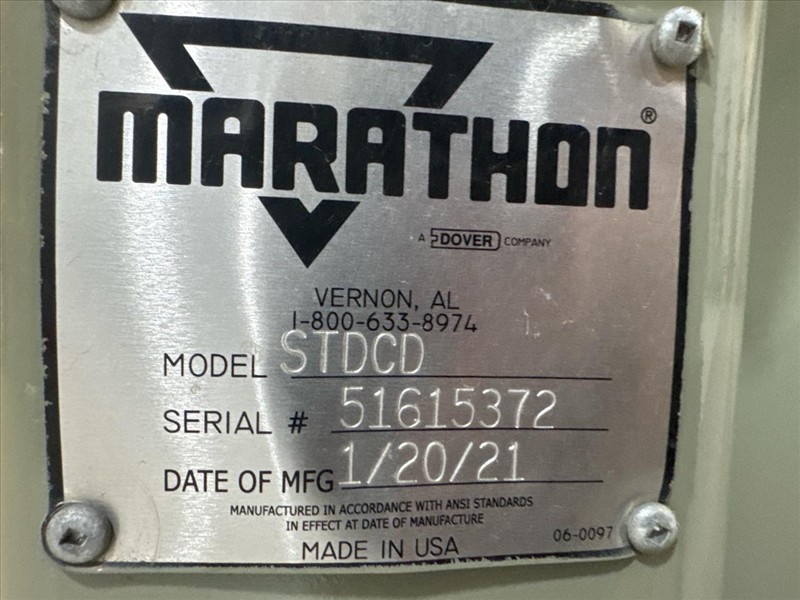 MARATHON®
A DOVER COMPANY
VERNON, AL
1-800-633-8974
MODEL STDCD
SERIAL # 51615372
DATE OF MFG 1/20/21
MANUFACTURED IN ACCORDANCE WITH ANSI STANDARDS
IN EFFECT AT DATE OF MANUFACTURE
MADE IN USA
06-0097